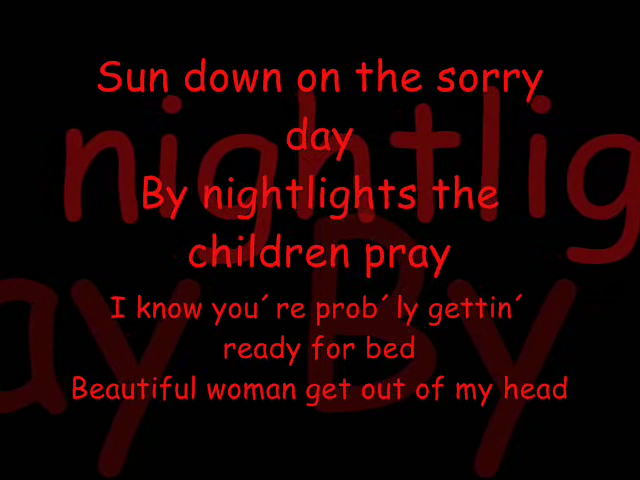 Sun down on the sorry
day
By nightlights the
children pray
I know you´re prob´ly gettin´
ready for bed
Beautiful woman get out of my head
nightlig
ay By